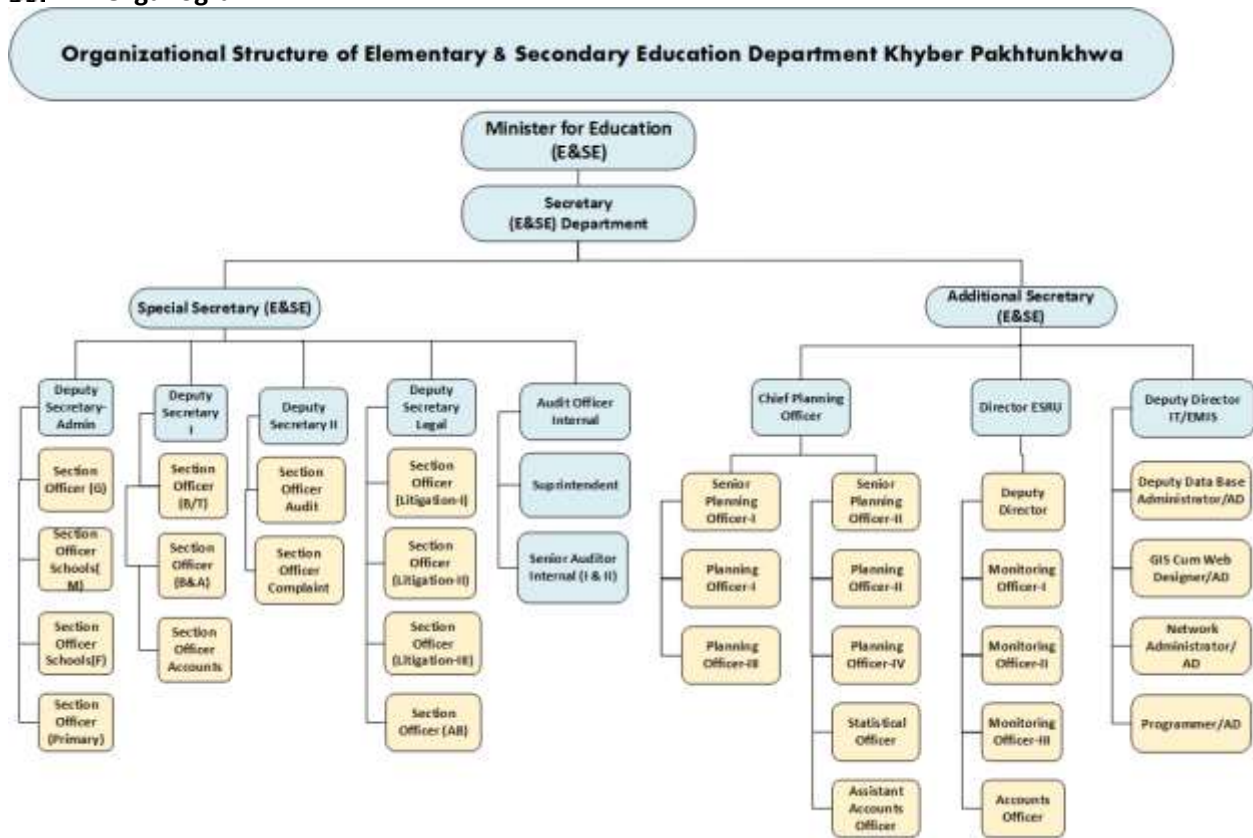 Organizational Structure of Elementary & Secondary Education Department Khyber Pakhtunkhwa
Minister for Education
(E&SE)
Secretary
(E&SE) Department
Special Secretary (E&SE)
Additional Secretary
(E&SE)
Deputy
Secretary-
Admin
Section
Officer (G)
Section
Officer
Schools(
M)
Section
Officer
Schools(F)
Section
Officer
(Primary)
Deputy
Secretary
I
Section
Officer
(B/T)
Section
Officer
(B&A)
Section
Officer
Accounts
Deputy
Secretary II
Section
Officer
Audit
Section
Officer
Complaint
Deputy
Secretary
Legal
Section
Officer
(Litigation-I)
Section
Officer
(Litigation-II)
Section
Officer
(Litigation-III)
Section
Officer (AB)
Audit Officer
Internal
Suprintendent
Senior Auditor
Internal (I & II)
Chief Planning
Officer
Senior
Planning
Officer-I
Planning
Officer-I
Planning
Officer-III
Senior
Planning
Officer-II
Planning
Officer-II
Planning
Officer-IV
Statistical
Officer
Assistant
Accounts
Officer
Director ESRU
Deputy
Director
Monitoring
Officer-I
Monitoring
Officer-II
Monitoring
Officer-III
Accounts
Officer
Deputy Director
IT/EMIS
Deputy Data Base
Administrator/AD
GIS Cum Web
Designer/AD
Network
Administrator/
AD
Programmer/AD